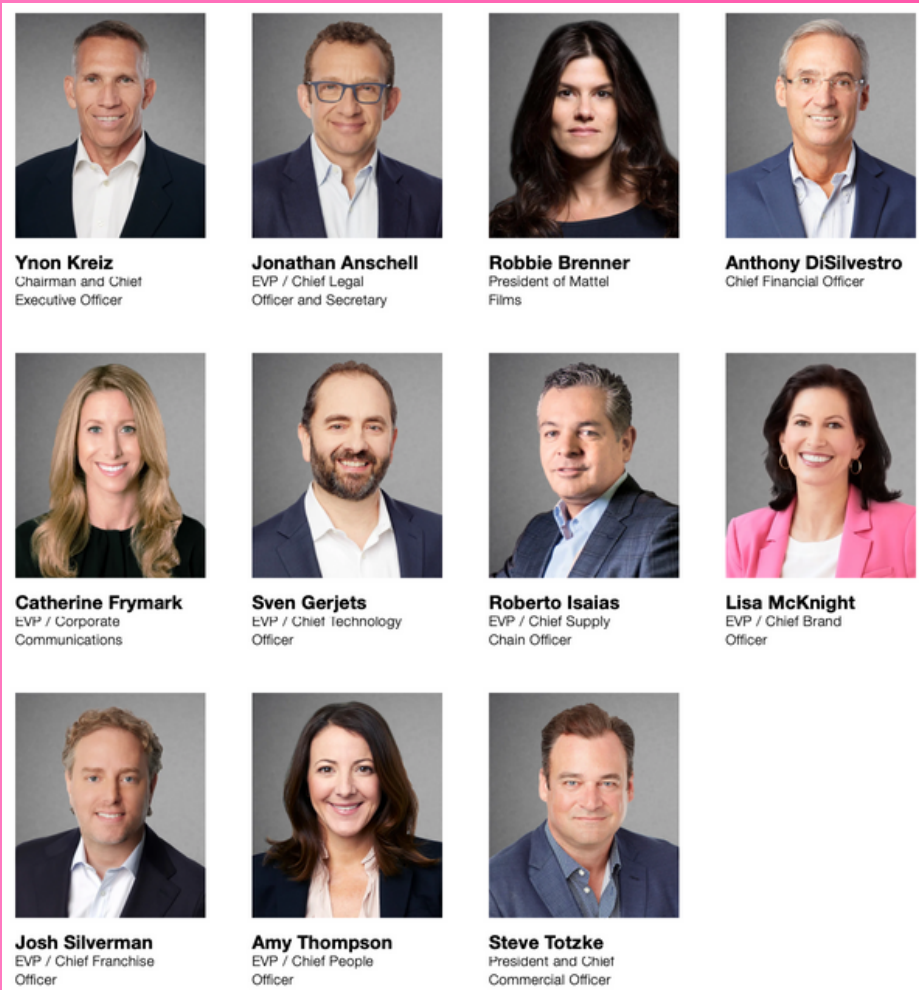 Ynon Kreiz
Chairman and Chief
Executive Officer
Jonathan Anschell
EVP / Chief Legal
Officer and Secretary
Robbie Brenner
President of Mattel
Films
Anthony DiSilvestro
Chief Financial Officer
Catherine Frymark
EVP / Corporate
Communications
Sven Gerjets
EVP / Chief Technology
Officer
Roberto Isaias
EVP / Chief Supply
Chain Officer
Lisa McKnight
EVP / Chief Brand
Officer
Josh Silverman
EVP / Chief Franchise
Officer
Amy Thompson
EVP / Chief People
Officer
Steve Totzke
President and Chief
Commercial Officer